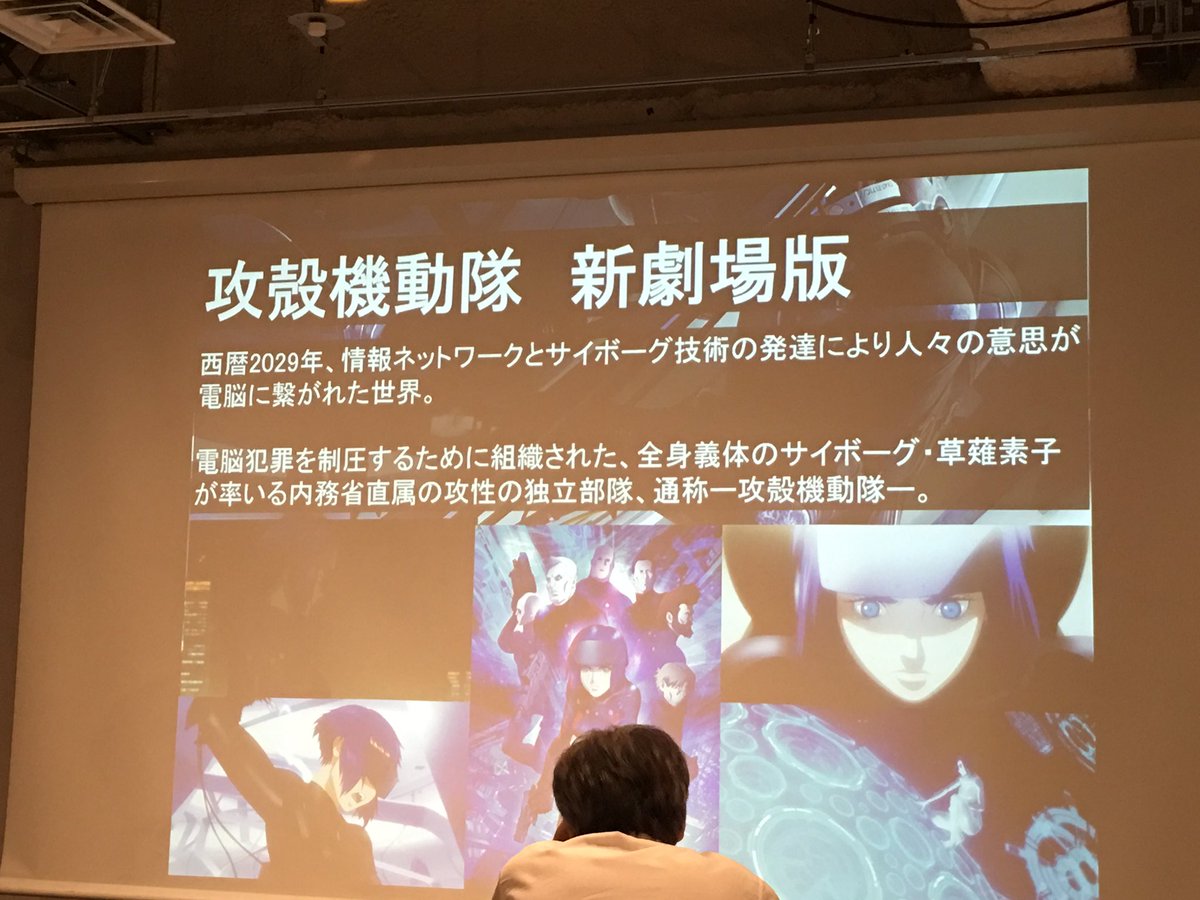 攻殻機動隊　新劇場版
西暦2029年、情報ネットワークとサイボーグ技術の発達により人々の意思が
電脳に繋がれた世界。
電脳犯罪を制圧するために組織された、全身義体のサイボーグ・草薙素子
が率いる内務省直属の攻性の独立部隊、通称―攻殻機動隊―。